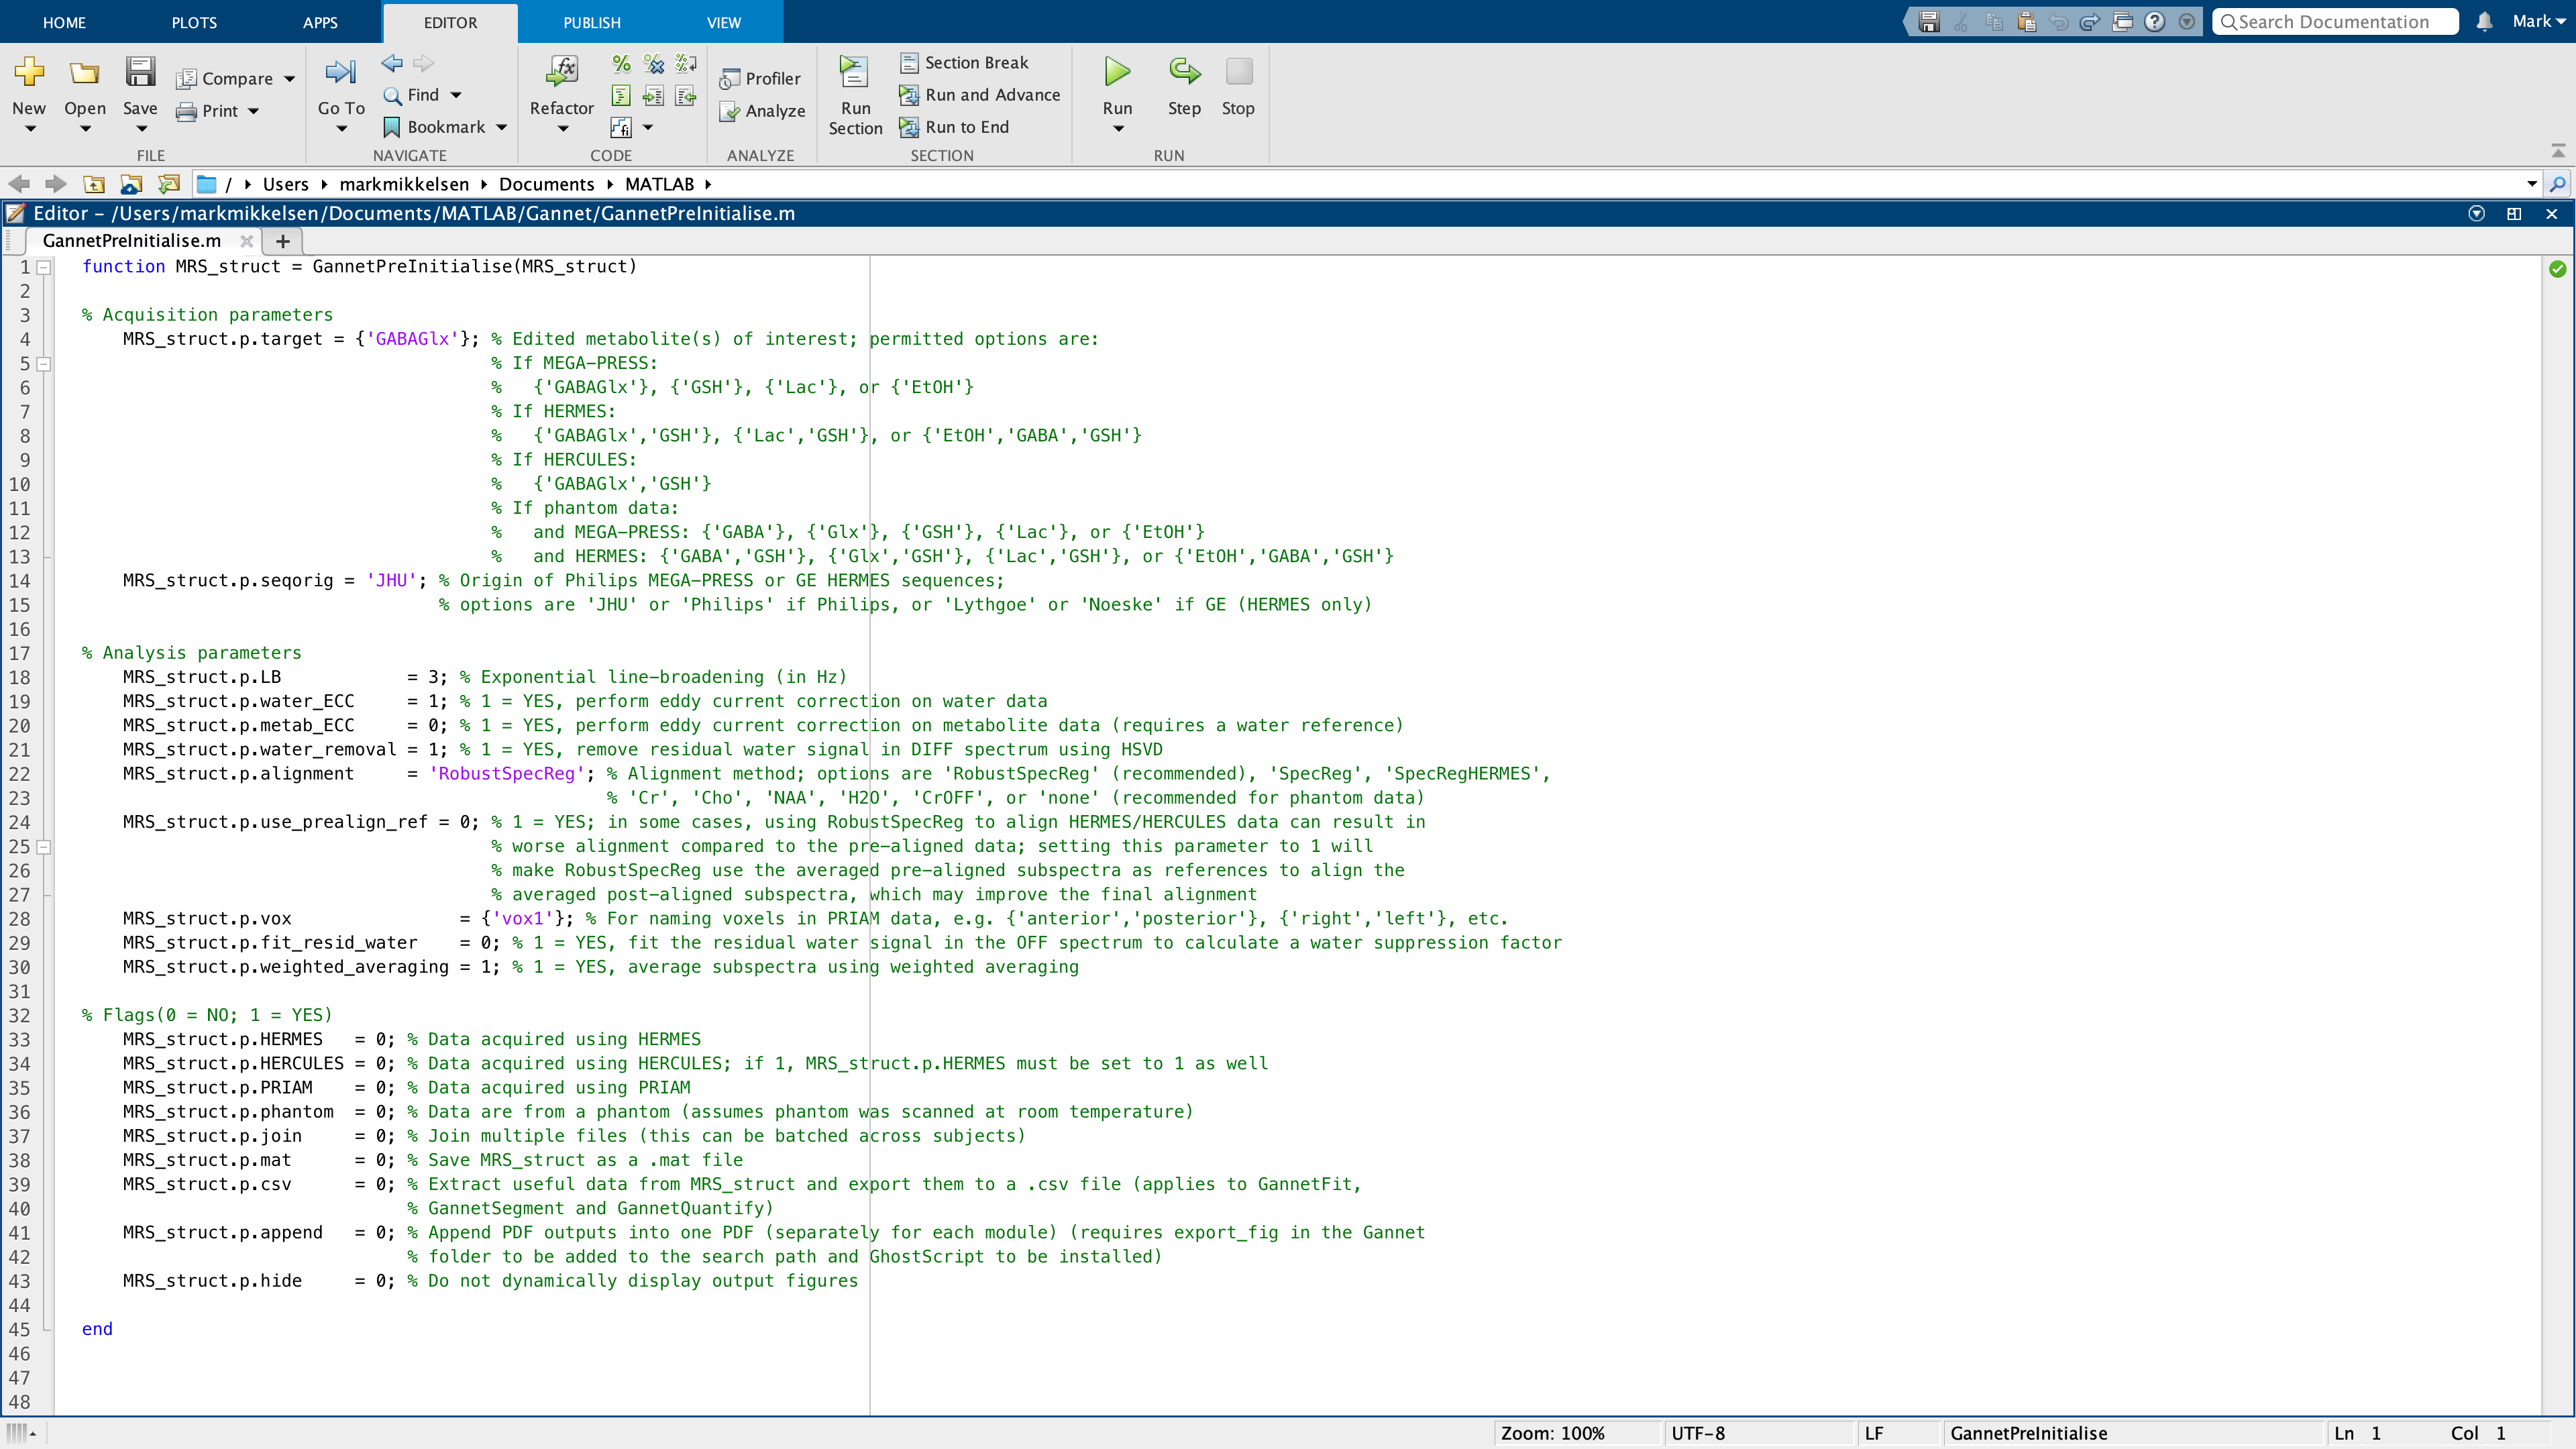 HOME PLOTS APPS EDITOR PUBLISH VIEW Search Documentation Mark
New Open Save Compare Print Go To Find Bookmark Refactor Profiler Analyze Run Section Section Break Run and Advance Run to End Run Step Stop
FILE NAVIGATE CODE ANALYZE SECTION RUN
/ Users markmikkelsen Documents MATLAB
Editor - /Users/markmikkelsen/Documents/MATLAB/Gannet/GannetPreInitialise.m
GannetPreInitialise.m +
1 function MRS_struct = GannetPreInitialise(MRS_struct)
2
3 % Acquisition parameters
4 MRS_struct.p.target = {'GABAGlx'}; % Edited metabolite(s) of interest; permitted options are:
5 % If MEGA-PRESS:
6 % {'GABAGlx'}, {'GSH'}, {'Lac'}, or {'EtOH'}
7 % If HERMES:
8 % {'GABAGlx','GSH'}, {'Lac','GSH'}, or {'EtOH','GABA','GSH'}
9 % If HERCULES:
10 % {'GABAGlx','GSH'}
11 % If phantom data:
12 % and MEGA-PRESS: {'GABA'}, {'Glx'}, {'GSH'}, {'Lac'}, or {'EtOH'}
13 % and HERMES: {'GABA','GSH'}, {'Glx','GSH'}, {'Lac','GSH'}, or {'EtOH','GABA','GSH'}
14 MRS_struct.p.seqorig = 'JHU'; % Origin of Philips MEGA-PRESS or GE HERMES sequences;
15 % options are 'JHU' or 'Philips' if Philips, or 'Lythgoe' or 'Noeske' if GE (HERMES only)
16
17 % Analysis parameters
18 MRS_struct.p.LB = 3; % Exponential line-broadening (in Hz)
19 MRS_struct.p.water_ECC = 1; % 1 = YES, perform eddy current correction on water data
20 MRS_struct.p.metab_ECC = 0; % 1 = YES, perform eddy current correction on metabolite data (requires a water reference)
21 MRS_struct.p.water_removal = 1; % 1 = YES, remove residual water signal in DIFF spectrum using HSVD
22 MRS_struct.p.alignment = 'RobustSpecReg'; % Alignment method; options are 'RobustSpecReg' (recommended), 'SpecReg', 'SpecRegHERMES',
23 % 'Cr', 'Cho', 'NAA', 'H2O', 'CrOFF', or 'none' (recommended for phantom data)
24 MRS_struct.p.use_prealign_ref = 0; % 1 = YES; in some cases, using RobustSpecReg to align HERMES/HERCULES data can result in
25 % worse alignment compared to the pre-aligned data; setting this parameter to 1 will
26 % make RobustSpecReg use the averaged pre-aligned subspectra as references to align the
27 % averaged post-aligned subspectra, which may improve the final alignment
28 MRS_struct.p.vox = {'vox1'}; % For naming voxels in PRIAM data, e.g. {'anterior','posterior'}, {'right','left'}, etc.
29 MRS_struct.p.fit_resid_water = 0; % 1 = YES, fit the residual water signal in the OFF spectrum to calculate a water suppression factor
30 MRS_struct.p.weighted_averaging = 1; % 1 = YES, average subspectra using weighted averaging
31
32 % Flags(0 = NO; 1 = YES)
33 MRS_struct.p.HERMES = 0; % Data acquired using HERMES
34 MRS_struct.p.HERCULES = 0; % Data acquired using HERCULES; if 1, MRS_struct.p.HERMES must be set to 1 as well
35 MRS_struct.p.PRIAM = 0; % Data acquired using PRIAM
36 MRS_struct.p.phantom = 0; % Data are from a phantom (assumes phantom was scanned at room temperature)
37 MRS_struct.p.join = 0; % Join multiple files (this can be batched across subjects)
38 MRS_struct.p.mat = 0; % Save MRS_struct as a .mat file
39 MRS_struct.p.csv = 0; % Extract useful data from MRS_struct and export them to a .csv file (applies to GannetFit,
40 % GannetSegment and GannetQuantify)
41 MRS_struct.p.append = 0; % Append PDF outputs into one PDF (separately for each module) (requires export_fig in the Gannet
42 % folder to be added to the search path and GhostScript to be installed)
43 MRS_struct.p.hide = 0; % Do not dynamically display output figures
44
45 end
46
47
48
Zoom: 100% UTF-8 LF GannetPreInitialise Ln 1 Col 1